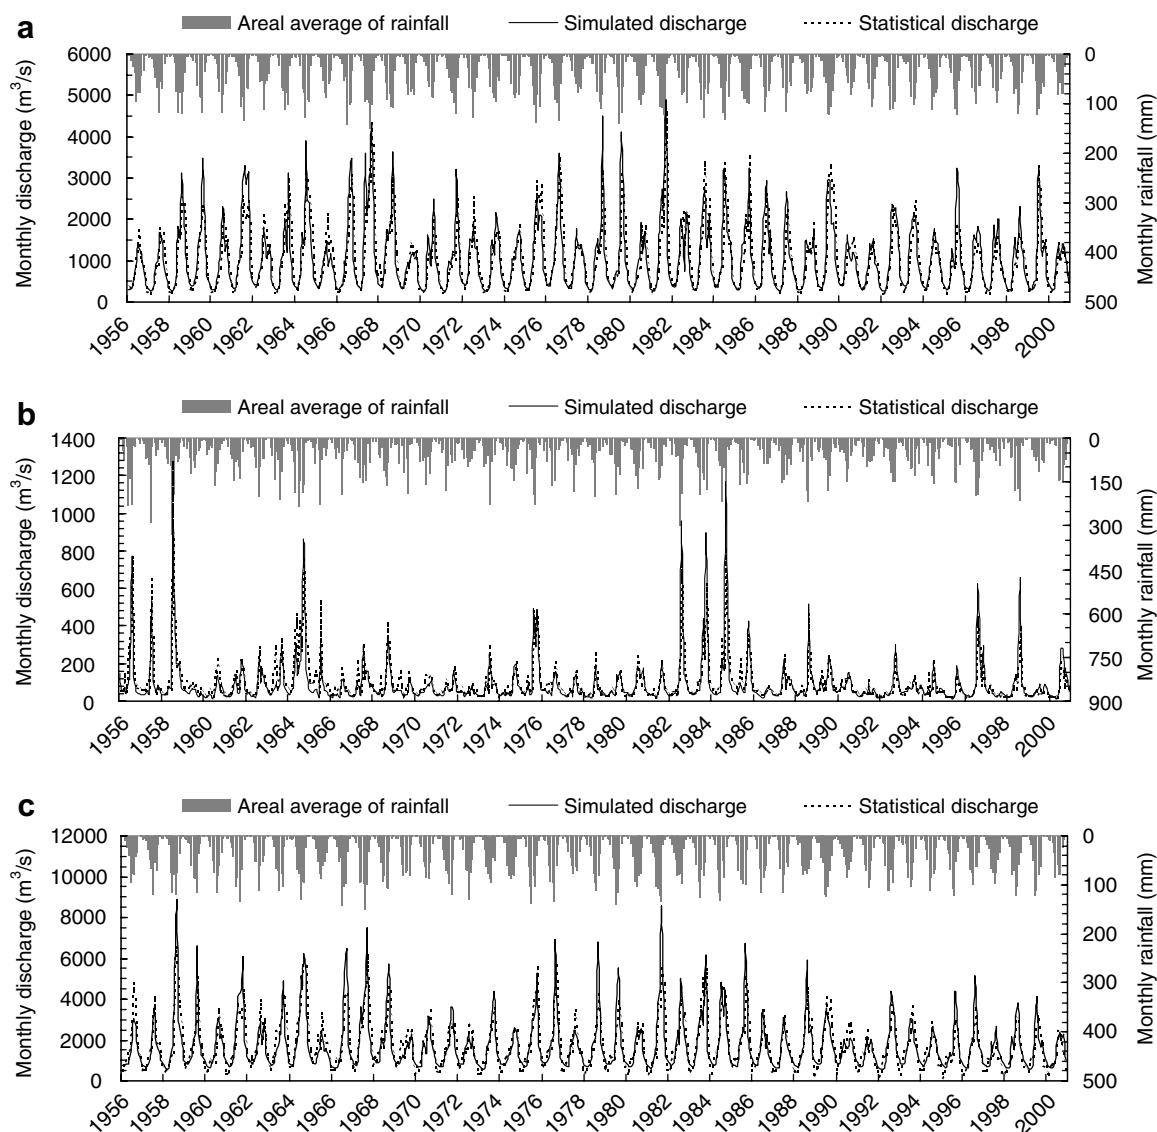 a
Areal average of rainfall Simulated discharge Statistical discharge
Monthly discharge (m³/s)
6000
5000
4000
3000
2000
1000
0
0
100
200
300
400
500
Monthly rainfall (mm)
1956 1958 1960 1962 1964 1966 1968 1970 1972 1974 1976 1978 1980 1982 1984 1986 1988 1990 1992 1994 1996 1998 2000
b
Areal average of rainfall Simulated discharge Statistical discharge
Monthly discharge (m³/s)
1400
1200
1000
800
600
400
200
0
0
150
300
450
600
750
900
Monthly rainfall (mm)
1956 1958 1960 1962 1964 1966 1968 1970 1972 1974 1976 1978 1980 1982 1984 1986 1988 1990 1992 1994 1996 1998 2000
c
Areal average of rainfall Simulated discharge Statistical discharge
Monthly discharge (m³/s)
12000
10000
8000
6000
4000
2000
0
0
100
200
300
400
500
Monthly rainfall (mm)
1956 1958 1960 1962 1964 1966 1968 1970 1972 1974 1976 1978 1980 1982 1984 1986 1988 1990 1992 1994 1996 1998 2000